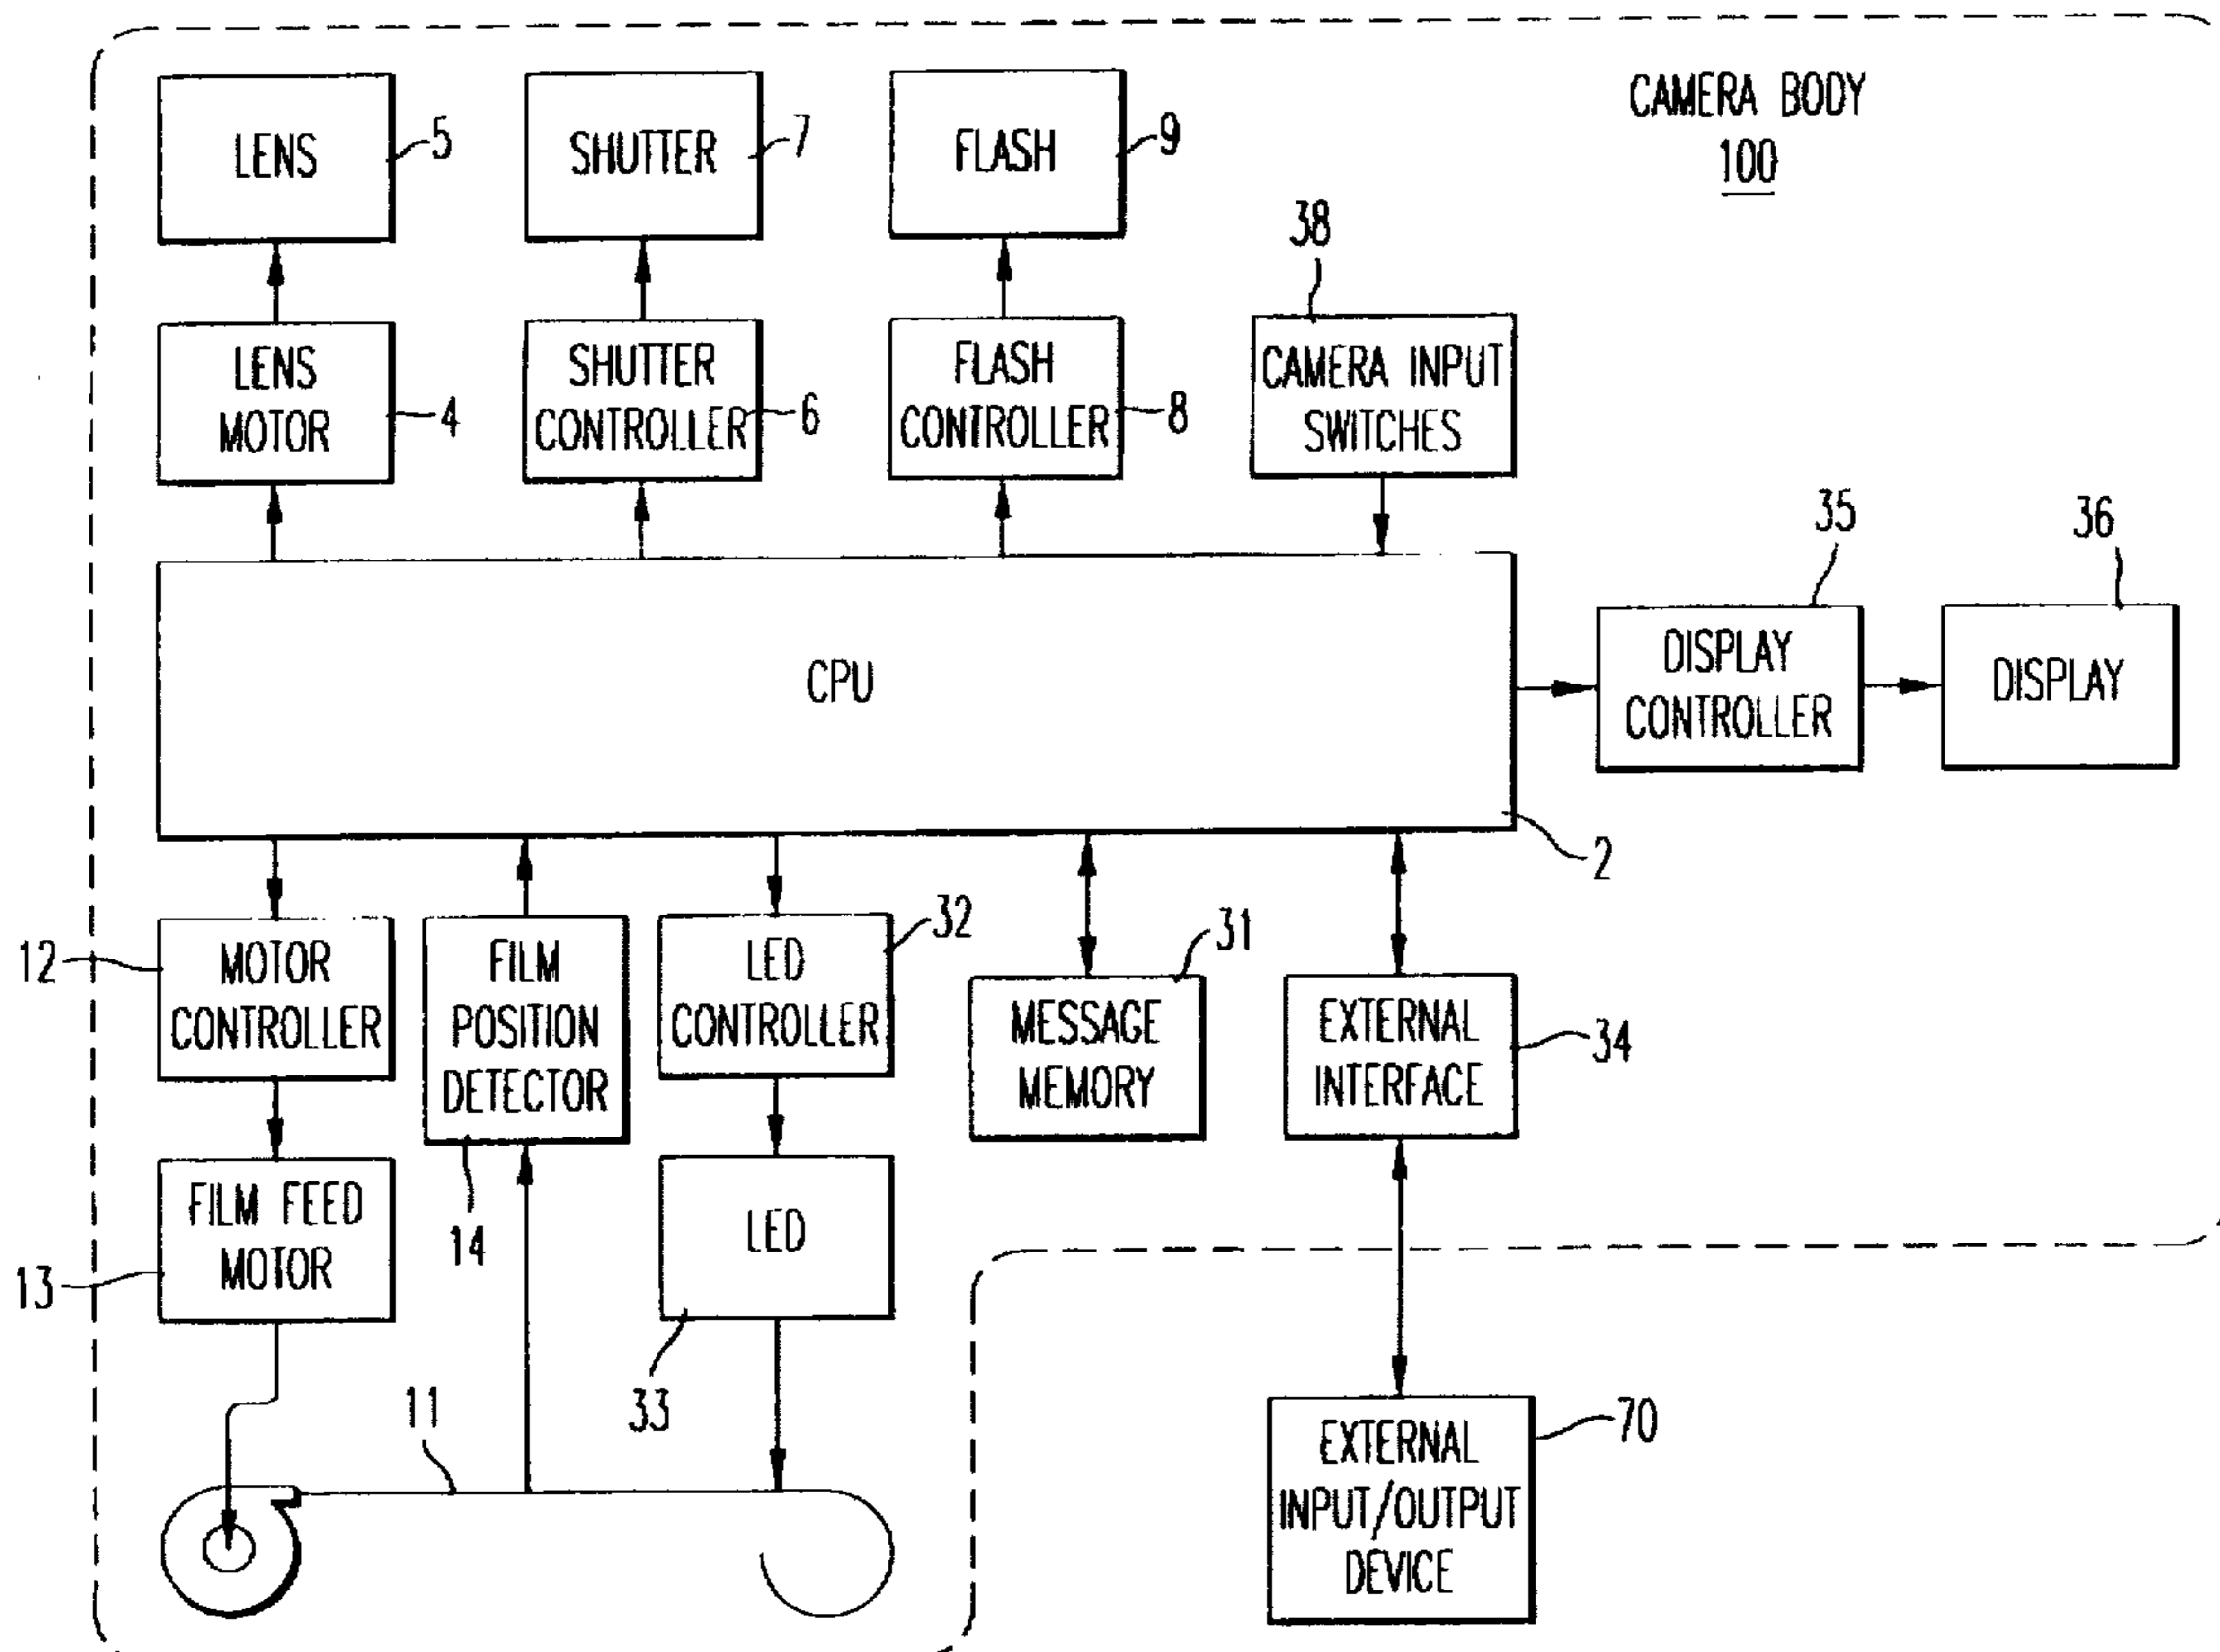 CAMERA BODY
100
LENS
5
SHUTTER
7
FLASH
9
38
LENS
MOTOR
4
SHUTTER
CONTROLLER
6
FLASH
CONTROLLER
8
CAMERA INPUT
SWITCHES
35
36
CPU
DISPLAY
CONTROLLER
DISPLAY
2
12
MOTOR
CONTROLLER
FILM
POSITION
DETECTOR
14
LED
CONTROLLER
32
MESSAGE
MEMORY
31
EXTERNAL
INTERFACE
34
13
FILM FEED
MOTOR
LED
33
11
EXTERNAL
INPUT/OUTPUT
DEVICE
70